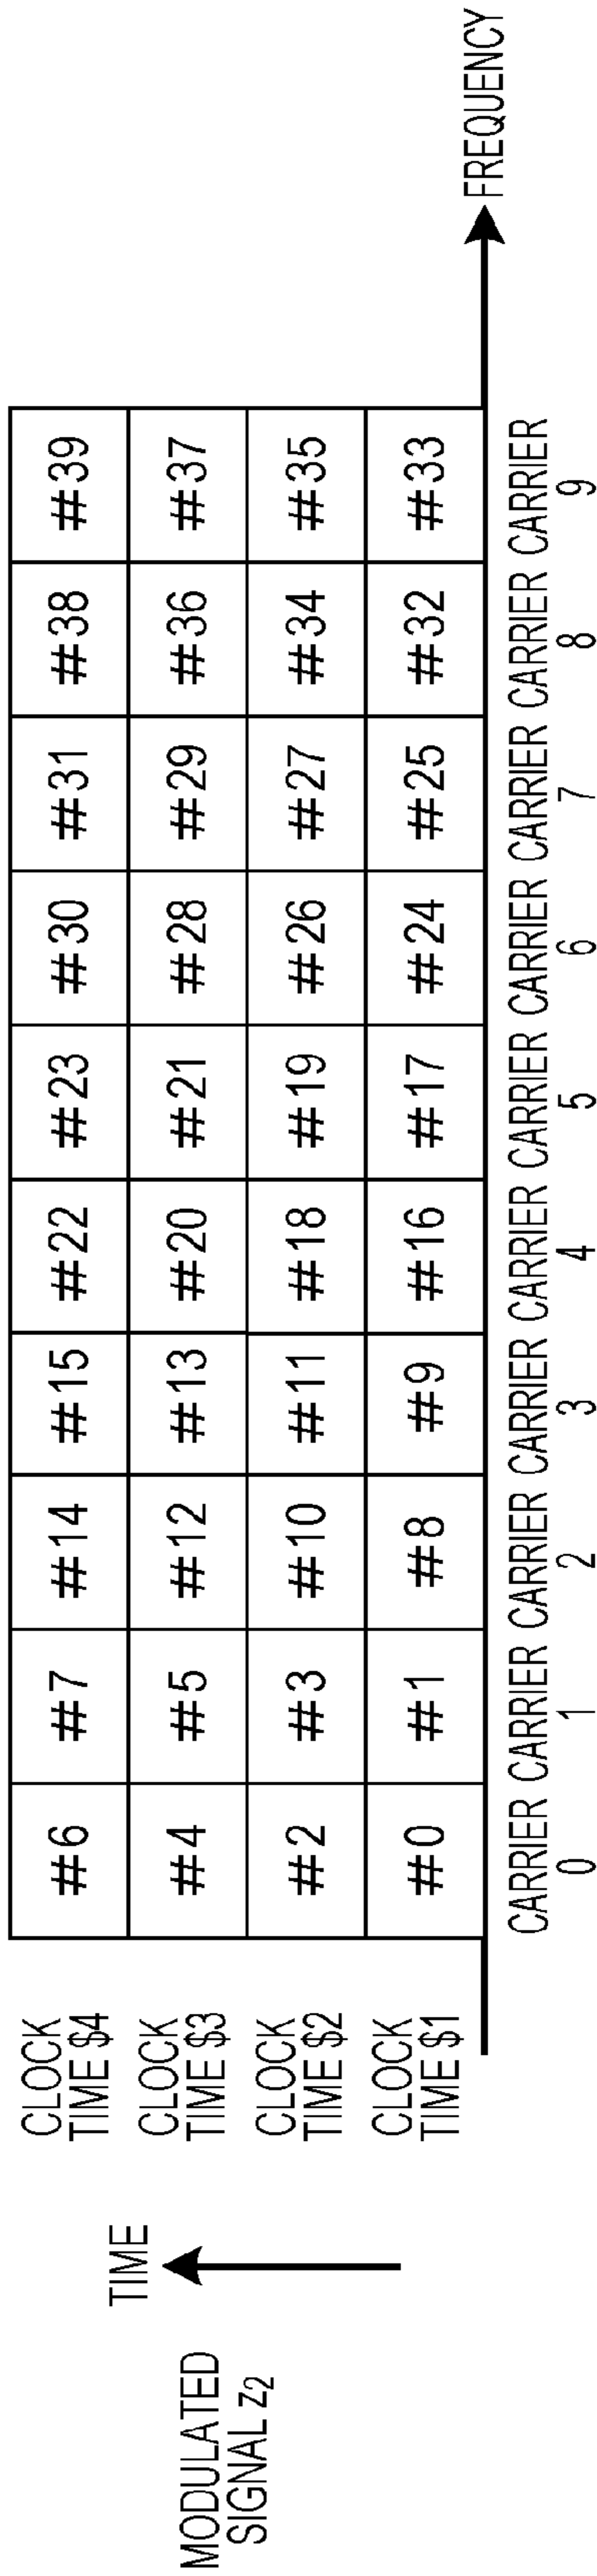 MODULATED
SIGNAL z2
TIME
CLOCK
TIME $4
#6 #7 #14 #15 #22 #23 #30 #31 #38 #39
CLOCK
TIME $3
#4 #5 #12 #13 #20 #21 #28 #29 #36 #37
CLOCK
TIME $2
#2 #3 #10 #11 #18 #19 #26 #27 #34 #35
CLOCK
TIME $1
#0 #1 #8 #9 #16 #17 #24 #25 #32 #33
FREQUENCY
CARRIER CARRIER CARRIER CARRIER CARRIER CARRIER CARRIER CARRIER CARRIER CARRIER
0 1 2 3 4 5 6 7 8 9